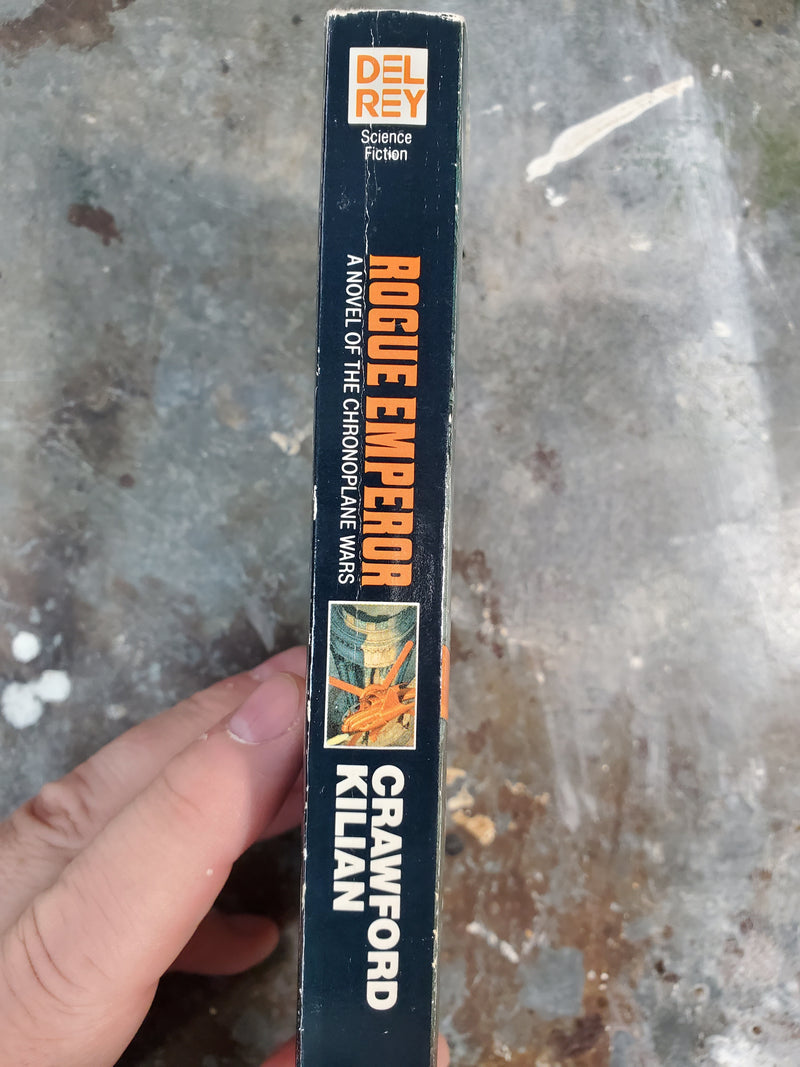 DEL
REY
Science
Fiction
ROGUE EMPEROR
A NOVEL OF THE CHRONOPLANE WARS
CRAWFORD
KILIAN